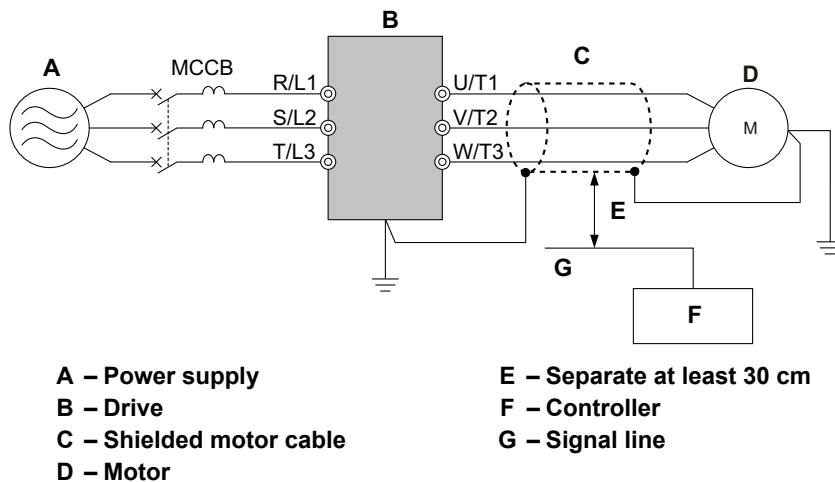 B
A
MCCB
C
D
R/L1
U/T1
S/L2
V/T2
M
T/L3
W/T3
E
G
F
A – Power supply
B – Drive
C – Shielded motor cable
D – Motor
E – Separate at least 30 cm
F – Controller
G – Signal line